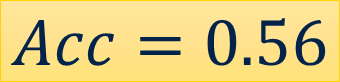 Acc = 0.56